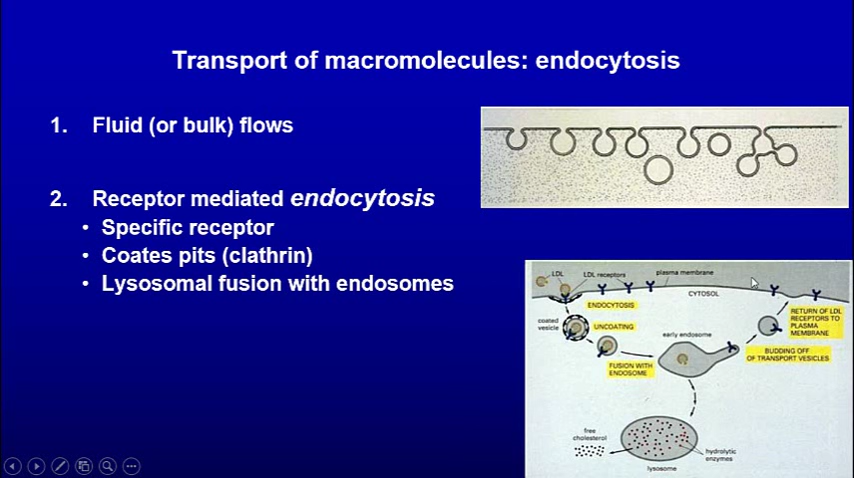 Transport of macromolecules: endocytosis
1. Fluid (or bulk) flows
2. Receptor mediated endocytosis
• Specific receptor
• Coates pits (clathrin)
• Lysosomal fusion with endosomes
LDL
LDL receptors
plasma membrane
CYTOSOL
ENDOCYTOSIS
coated
vesicle
UNCOATING
early endosome
RETURN OF LDL
RECEPTORS TO
PLASMA
MEMBRANE
BUDDING OFF
OF TRANSPORT VESICLES
FUSION WITH
ENDOSOME
free
cholesterol
hydrolytic
enzymes
lysosome